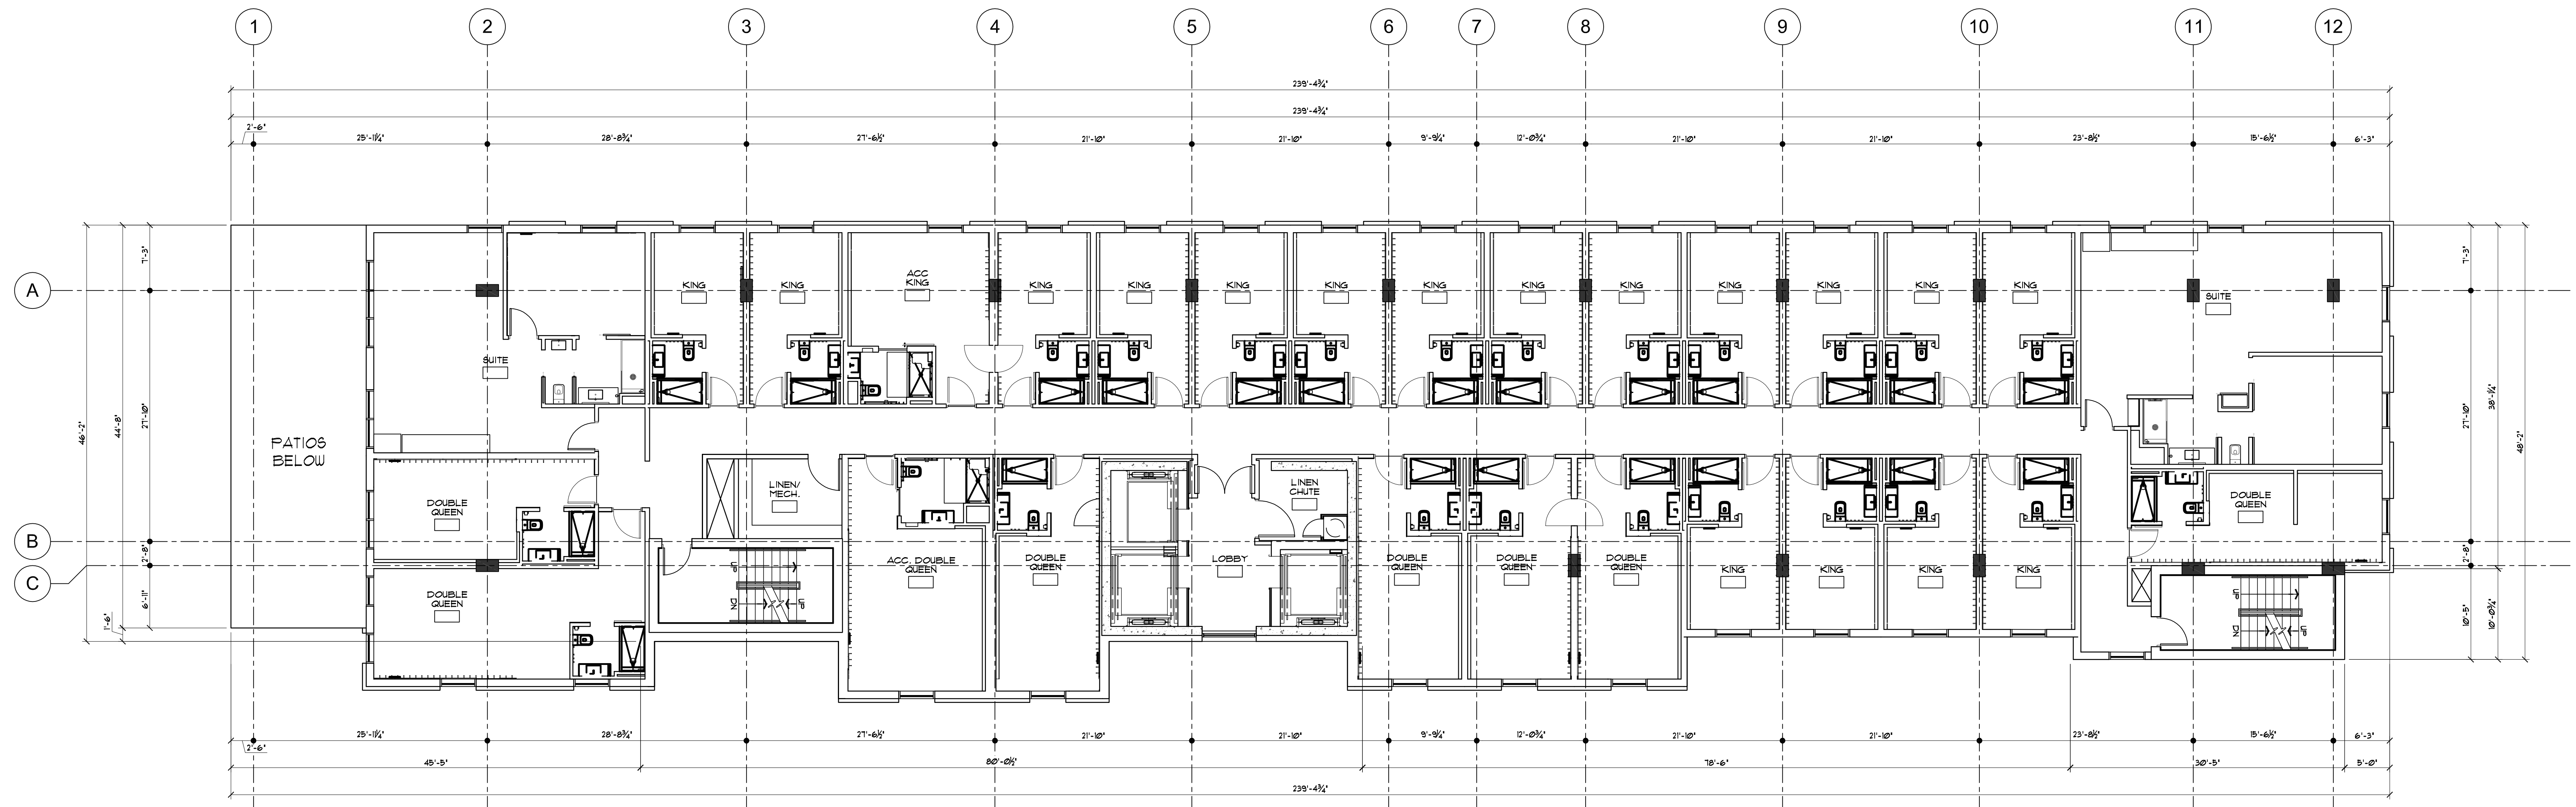 1 2 3 4 5 6 7 8 9 10 11 12
239'-4¾"
239'-4¾"
2'-6" 25'-11¼" 28'-8¾" 27'-6½" 21'-10" 21'-10" 9'-9¼" 12'-0¾" 21'-10" 21'-10" 23'-8½" 15'-6½" 6'-3"
A
B
C
46'-2"
44'-8"
7'-3"
27'-10"
2'-8"
6'-11"
1'-6"
PATIOS
BELOW
SUITE
KING
KING
ACC
KING
KING
KING
KING
KING
KING
KING
KING
KING
KING
KING
KING
SUITE
DOUBLE
QUEEN
DOUBLE
QUEEN
LINEN/
MECH.
UP
DN
UP
ACC. DOUBLE
QUEEN
DOUBLE
QUEEN
LOBBY
LINEN
CHUTE
DOUBLE
QUEEN
DOUBLE
QUEEN
DOUBLE
QUEEN
KING
KING
KING
KING
DOUBLE
QUEEN
UP
DN
UP
7'-3"
27'-10"
2'-8"
10'-5"
38'-1¼"
10'-0¾"
48'-2"
2'-6" 25'-11¼" 28'-8¾" 27'-6½" 21'-10" 21'-10" 9'-9¼" 12'-0¾" 21'-10" 21'-10" 23'-8½" 15'-6½" 6'-3"
45'-5" 80'-0½" 78'-6" 30'-5" 5'-0"
239'-4¾"